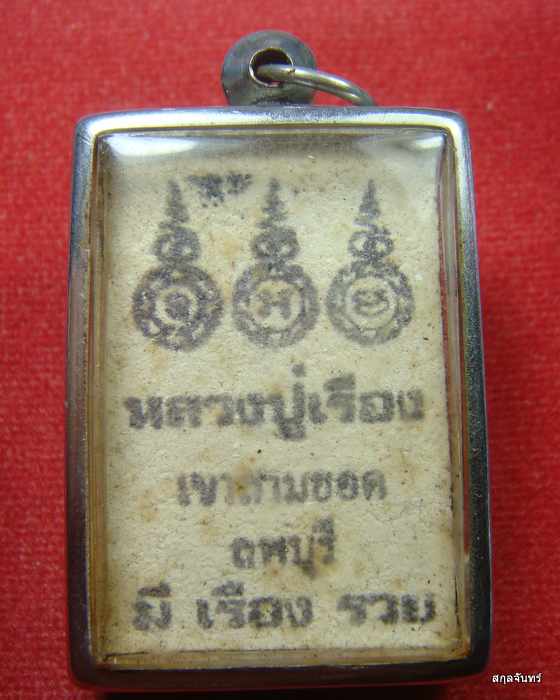 หลวงปู่เรือง
เขาสามยอด
ลพบุรี
มี เรือง รวย
สกุลจันทร์